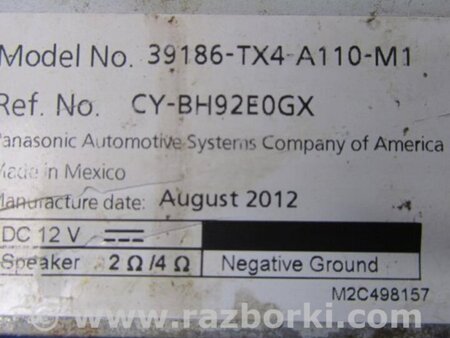 Model No. 39186-TX4-A110-M1
Ref. No. CY-BH92E0GX
Panasonic Automotive Systems Company of America
Made in Mexico
Manufacture date: August 2012
DC 12 V
Speaker 2 Ω/4 Ω Negative Ground
M2C498157
© www.razborki.com